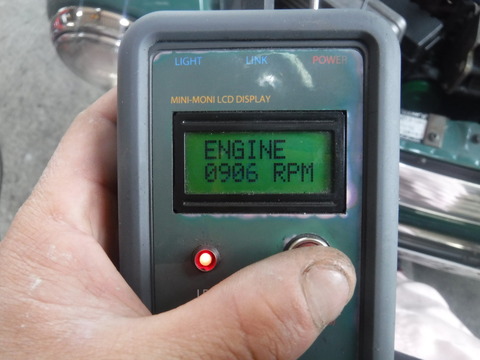 LIGHT LINK POWER
MINI-MONI LCD DISPLAY
ENGINE
0906 RPM